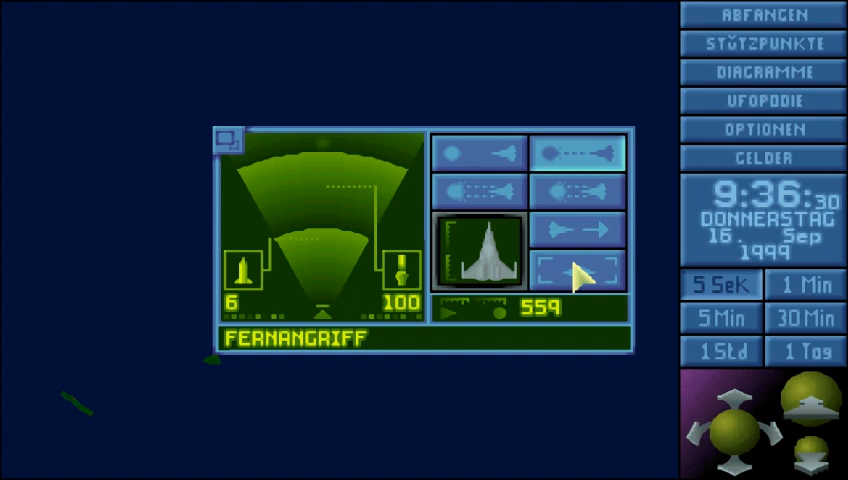 ABFANGEN
STÜTZPUNKTE
DIAGRAMME
UFOPÖDIE
OPTIONEN
GELDER
9:36:30
DONNERSTAG
16. Sep
1999
5 Sek 1 Min
5 Min 30 Min
1 Std 1 Tag
6 100
559
FERNANGRIFF